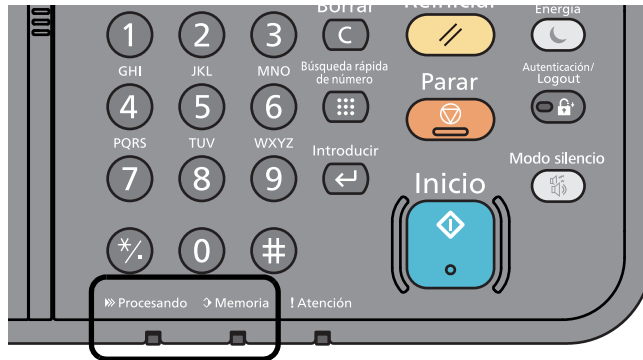 Borrar
Reiniciar
Energía
1
2
3
C
GHI
JKL
MNO
Búsqueda rápida
de número
Parar
Autenticación/
Logout
4
5
6
PQRS
TUV
WXYZ
Introducir
Inicio
Modo silencio
7
8
9
*/.
0
#
Procesando
Memoria
! Atención